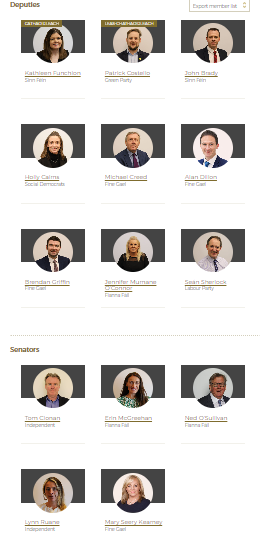 Deputies
Export member list
CATHAOIRLEACH
LEAS-CHATHAOIRLEACH
Kathleen Funchion
Sinn Féin
Patrick Costello
Green Party
John Brady
Sinn Féin
Holly Cairns
Social Democrats
Michael Creed
Fine Gael
Alan Dillon
Fine Gael
Brendan Griffin
Fine Gael
Jennifer Murnane
O'Connor
Fianna Fáil
Sean Sherlock
Labour Party
Senators
Tom Clonan
Independent
Erin McGreehan
Fianna Fáil
Ned O'Sullivan
Fianna Fáil
Lynn Ruane
Independent
Mary Seery Kearney
Fine Gael